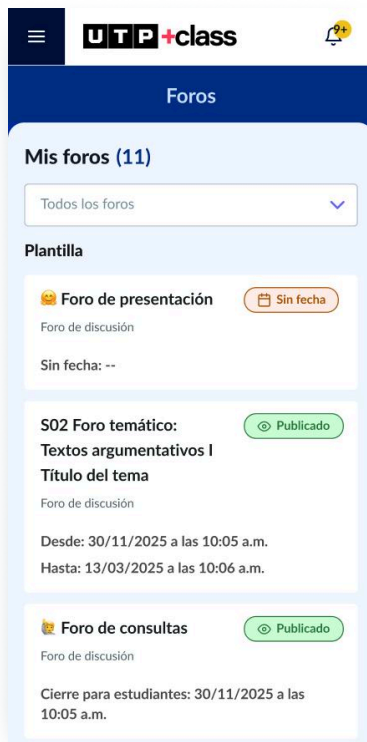 UTP+class
9+
Foros
Mis foros (11)
Todos los foros
Plantilla
🤗 Foro de presentación
Sin fecha
Foro de discusión
Sin fecha: --
S02 Foro temático:
Publicado
Textos argumentativos I
Título del tema
Foro de discusión
Desde: 30/11/2025 a las 10:05 a.m.
Hasta: 13/03/2025 a las 10:06 a.m.
🙋 Foro de consultas
Publicado
Foro de discusión
Cierre para estudiantes: 30/11/2025 a las
10:05 a.m.